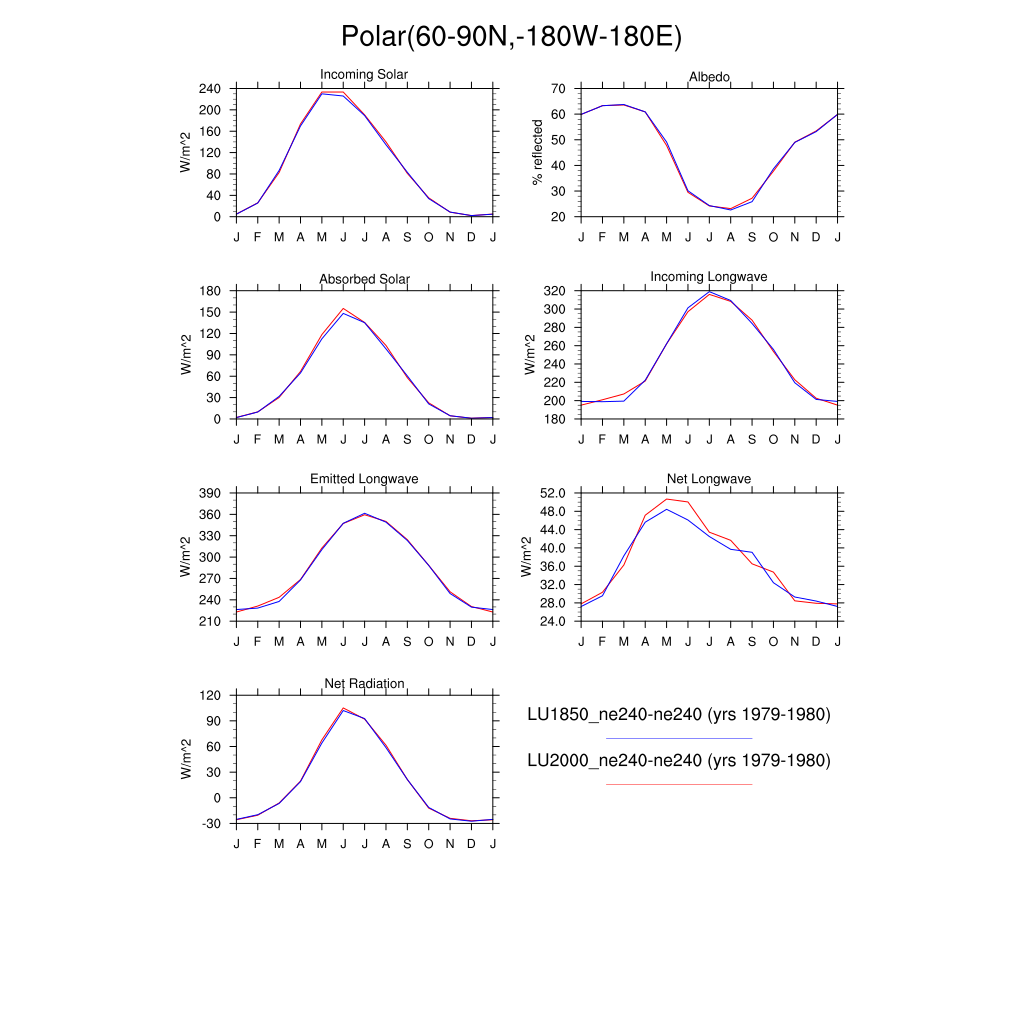 Polar(60-90N,-180W-180E)
Incoming Solar
W/m^2
240
200
160
120
80
40
0
J F M A M J J A S O N D J
Albedo
% reflected
70
60
50
40
30
20
J F M A M J J A S O N D J
Absorbed Solar
W/m^2
180
150
120
90
60
30
0
J F M A M J J A S O N D J
Incoming Longwave
W/m^2
320
300
280
260
240
220
200
180
J F M A M J J A S O N D J
Emitted Longwave
W/m^2
390
360
330
300
270
240
210
J F M A M J J A S O N D J
Net Longwave
W/m^2
52.0
48.0
44.0
40.0
36.0
32.0
28.0
24.0
J F M A M J J A S O N D J
Net Radiation
W/m^2
120
90
60
30
0
-30
J F M A M J J A S O N D J
LU1850_ne240-ne240 (yrs 1979-1980)
LU2000_ne240-ne240 (yrs 1979-1980)